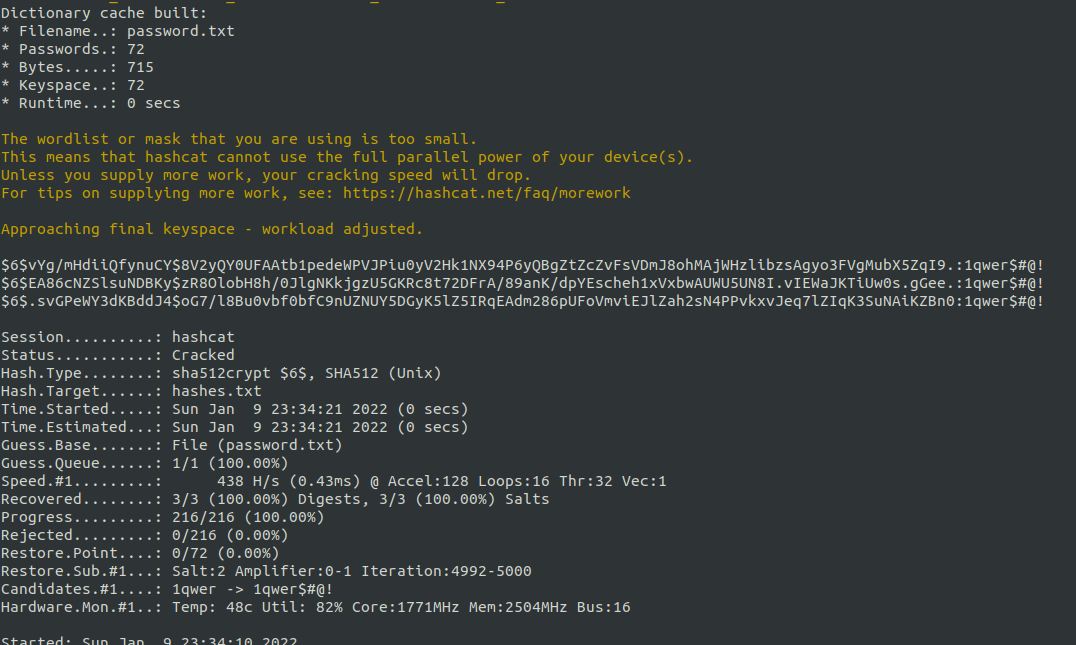 Dictionary cache built:
* Filename..: password.txt
* Passwords.: 72
* Bytes.....: 715
* Keyspace..: 72
* Runtime...: 0 secs
The wordlist or mask that you are using is too small.
This means that hashcat cannot use the full parallel power of your device(s).
Unless you supply more work, your cracking speed will drop.
For tips on supplying more work, see: https://hashcat.net/faq/morework
Approaching final keyspace - workload adjusted.
$6$vYg/mHdiiQfynuCY$8V2yQY0UFAAtb1pedeWPVJPiu0yV2Hk1NX94P6yQBgZtZcZvFsVDmJ8ohMAjWHzlibzsAgyo3FVgMubX5ZqI9.:1qwer$#@!
$6$EA86cNZSlsuNDBKy$zR8OlobH8h/0JlgNKkjgzU5GKRc8t72DFrA/89anK/dpYEscheh1xVxbwAUWU5UN8I.vIEWaJKTiUw0s.gGee.:1qwer$#@!
$6$.svGPeWY3dKBddJ4$oG7/l8Bu0vbf0bfC9nUZNUY5DGyK5lZ5IRqEAdm286pUFoVmviEJlZah2sN4PPvkxvJeq7lZIqK3SuNAiKZBn0:1qwer$#@!
Session..........: hashcat
Status...........: Cracked
Hash.Type........: sha512crypt $6$, SHA512 (Unix)
Hash.Target......: hashes.txt
Time.Started.....: Sun Jan  9 23:34:21 2022 (0 secs)
Time.Estimated...: Sun Jan  9 23:34:21 2022 (0 secs)
Guess.Base.......: File (password.txt)
Guess.Queue......: 1/1 (100.00%)
Speed.#1.........:      438 H/s (0.43ms) @ Accel:128 Loops:16 Thr:32 Vec:1
Recovered........: 3/3 (100.00%) Digests, 3/3 (100.00%) Salts
Progress.........: 216/216 (100.00%)
Rejected.........: 0/216 (0.00%)
Restore.Point....: 0/72 (0.00%)
Restore.Sub.#1...: Salt:2 Amplifier:0-1 Iteration:4992-5000
Candidates.#1....: 1qwer -> 1qwer$#@!
Hardware.Mon.#1..: Temp: 48c Util: 82% Core:1771MHz Mem:2504MHz Bus:16
Started: Sun Jan  9 23:34:10 2022